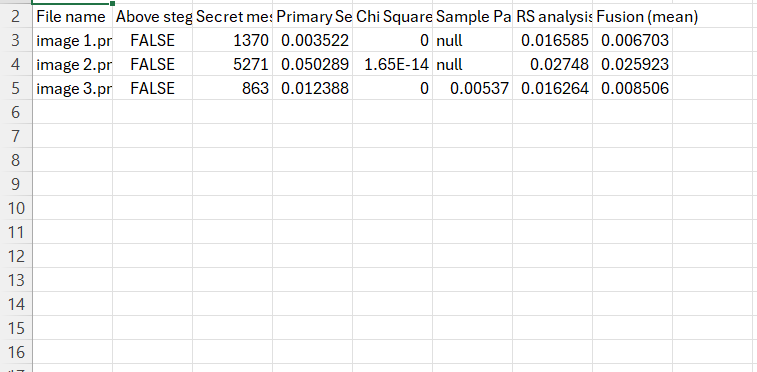 2 File name Above steg Secret me Primary Se Chi Square Sample Pa RS analysis Fusion (mean)
3 image 1.pr FALSE 1370 0.003522 0 null 0.016585 0.006703
4 image 2.pr FALSE 5271 0.050289 1.65E-14 null 0.02748 0.025923
5 image 3.pr FALSE 863 0.012388 0 0.00537 0.016264 0.008506
6
7
8
9
10
11
12
13
14
15
16